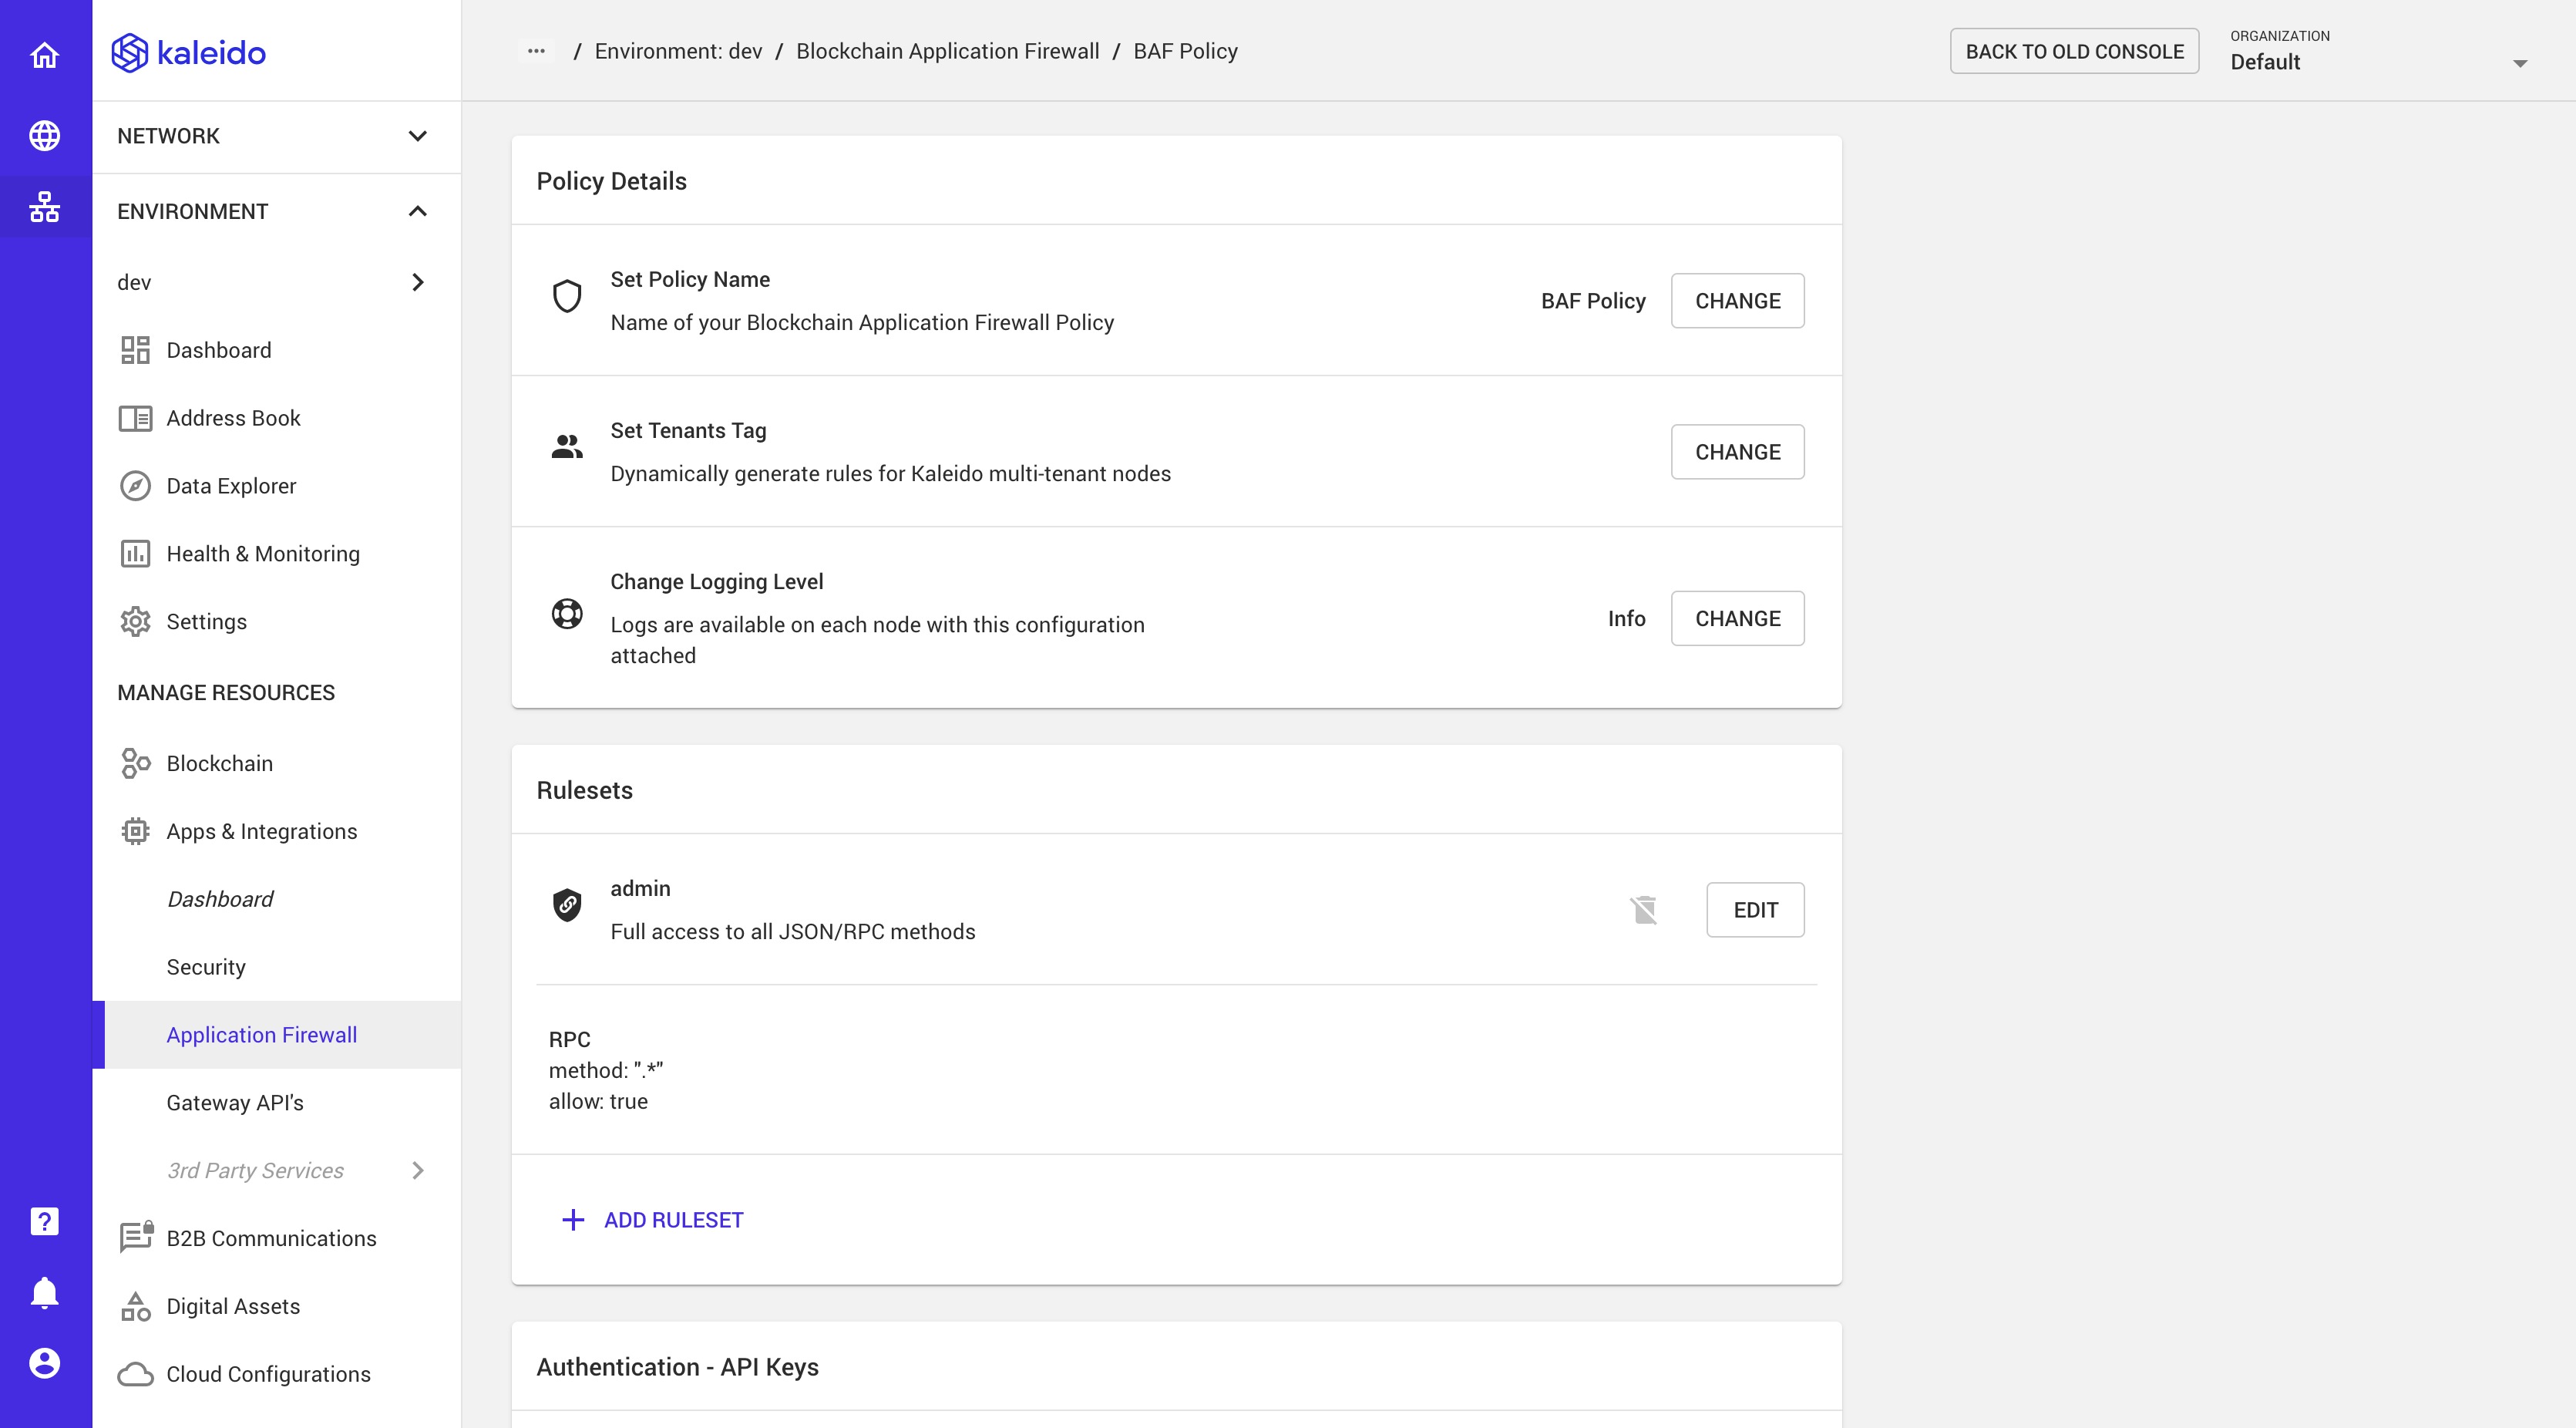 kaleido
... / Environment: dev / Blockchain Application Firewall / BAF Policy
BACK TO OLD CONSOLE
ORGANIZATION
Default
NETWORK
ENVIRONMENT
dev
Dashboard
Address Book
Data Explorer
Health & Monitoring
Settings
MANAGE RESOURCES
Blockchain
Apps & Integrations
Dashboard
Security
Application Firewall
Gateway API's
3rd Party Services
B2B Communications
Digital Assets
Cloud Configurations
Policy Details
Set Policy Name
Name of your Blockchain Application Firewall Policy
BAF Policy
CHANGE
Set Tenants Tag
Dynamically generate rules for Kaleido multi-tenant nodes
CHANGE
Change Logging Level
Logs are available on each node with this configuration
attached
Info
CHANGE
Rulesets
admin
Full access to all JSON/RPC methods
EDIT
RPC
method: ".*"
allow: true
+ ADD RULESET
Authentication - API Keys